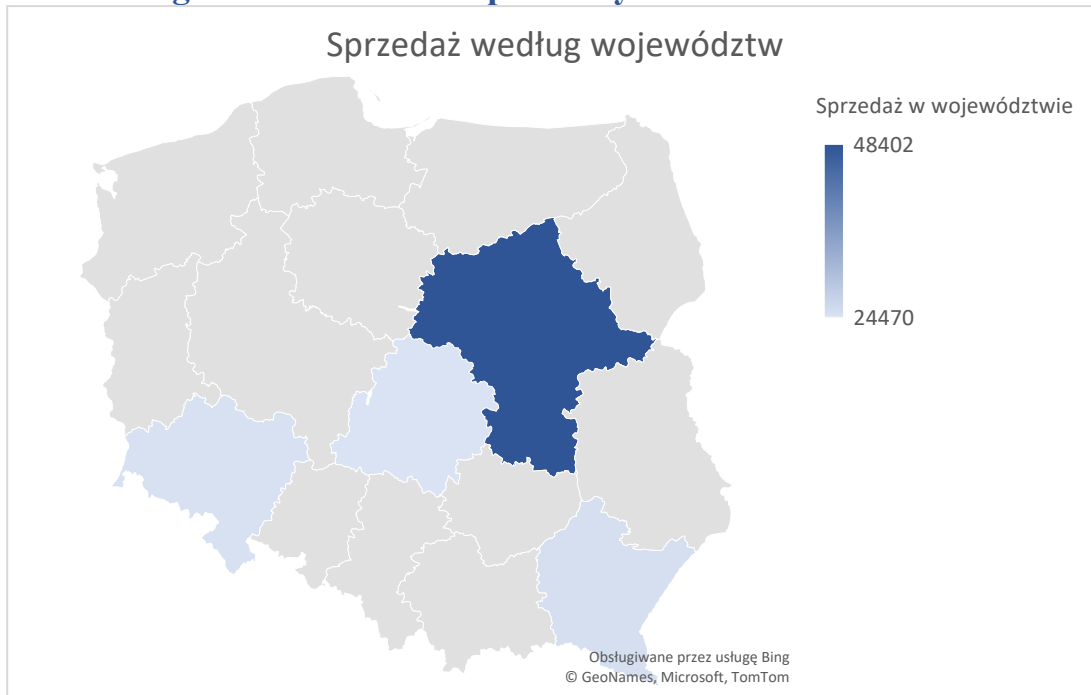 Sprzedaż według województw
Sprzedaż w województwie
48402
24470
Obsługiwane przez usługę Bing
© GeoNames, Microsoft, TomTom